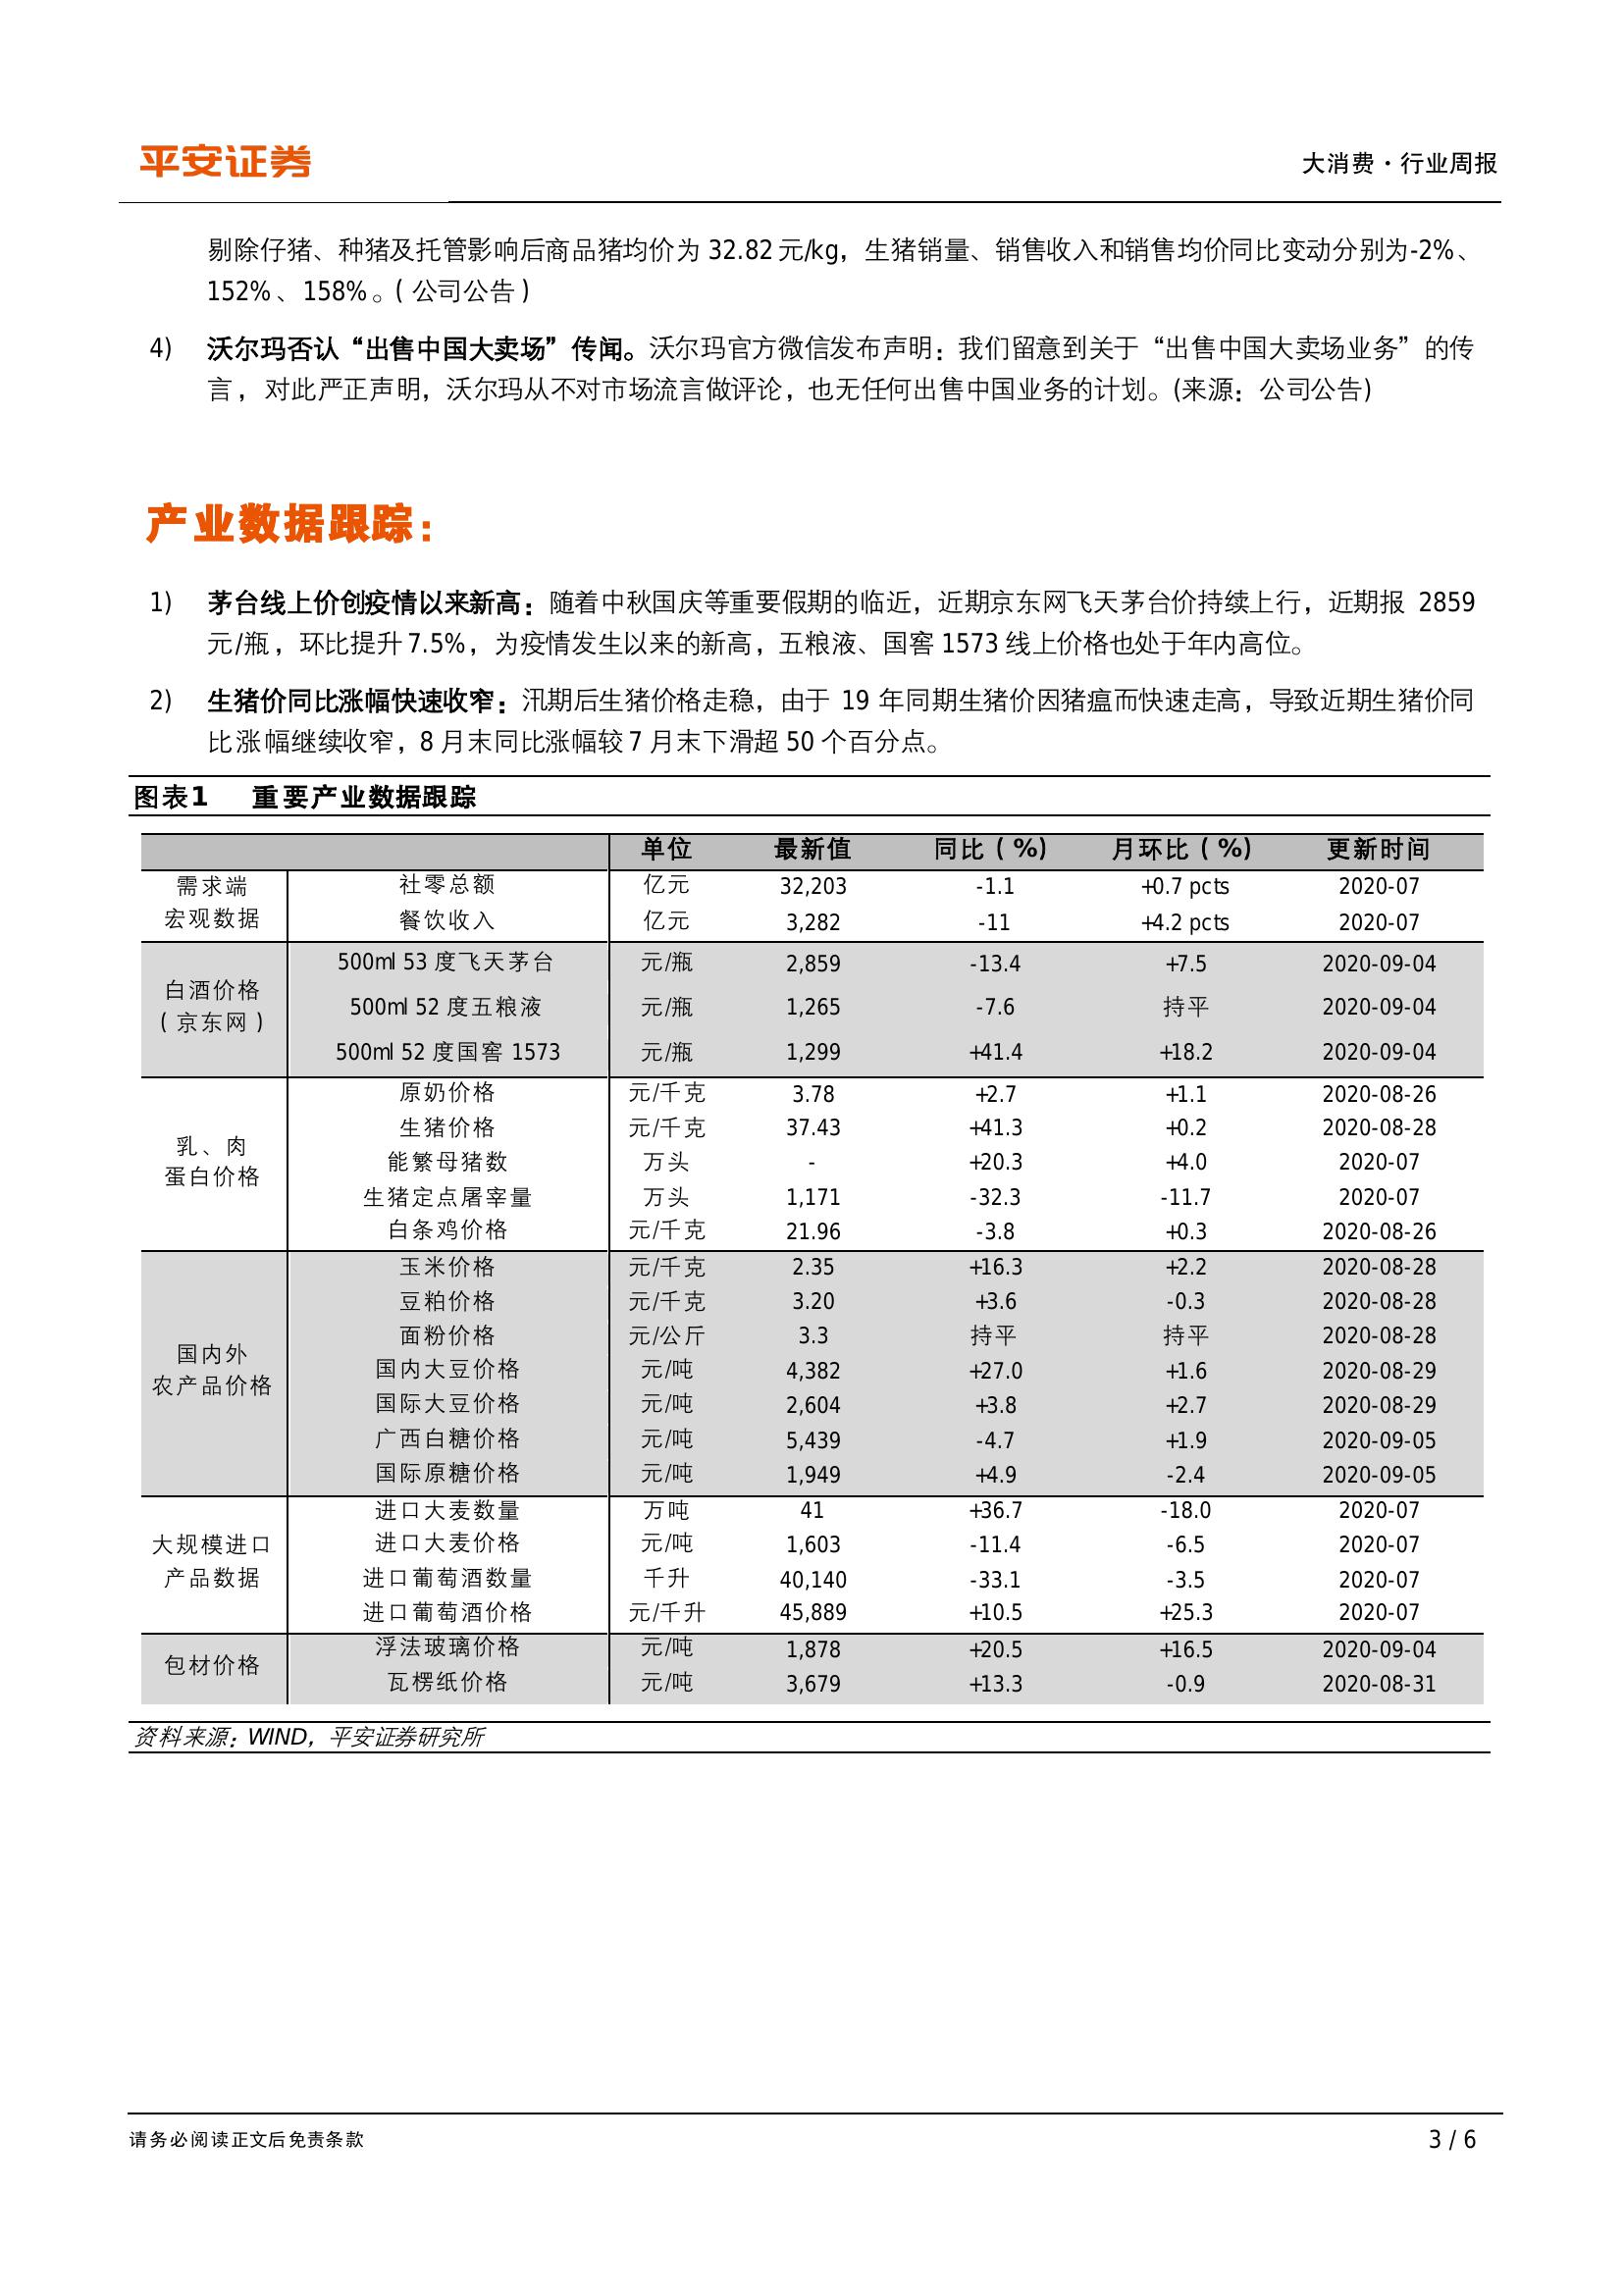 平安证券
大消费·行业周报
剔除仔猪、种猪及托管影响后商品猪均价为 32.82 元/kg，生猪销量、销售收入和销售均价同比变动分别为-2%、
152%、158%。(公司公告)
4) 沃尔玛否认“出售中国大卖场”传闻。沃尔玛官方微信发布声明：我们留意到关于“出售中国大卖场业务”的传
言，对此严正声明，沃尔玛从不对市场流言做评论，也无任何出售中国业务的计划。(来源：公司公告)
产业数据跟踪：
1) 茅台线上价创疫情以来新高：随着中秋国庆等重要假期的临近，近期京东网飞天茅台价持续上行，近期报 2859
元/瓶，环比提升 7.5%，为疫情发生以来的新高，五粮液、国窖 1573 线上价格也处于年内高位。
2) 生猪价同比涨幅快速收窄：汛期后生猪价格走稳，由于 19 年同期生猪价因猪瘟而快速走高，导致近期生猪价同
比涨幅继续收窄，8 月末同比涨幅较 7 月末下滑超 50 个百分点。
图表1 重要产业数据跟踪
单位 最新值 同比（%） 月环比（%） 更新时间
需求端
宏观数据
社零总额 亿元 32,203 -1.1 +0.7 pcts 2020-07
餐饮收入 亿元 3,282 -11 +4.2 pcts 2020-07
白酒价格
（京东网）
500ml 53 度飞天茅台 元/瓶 2,859 -13.4 +7.5 2020-09-04
500ml 52 度五粮液 元/瓶 1,265 -7.6 持平 2020-09-04
500ml 52 度国窖 1573 元/瓶 1,299 +41.4 +18.2 2020-09-04
乳、肉
蛋白价格
原奶价格 元/千克 3.78 +2.7 +1.1 2020-08-26
生猪价格 元/千克 37.43 +41.3 +0.2 2020-08-28
能繁母猪数 万头 - +20.3 +4.0 2020-07
生猪定点屠宰量 万头 1,171 -32.3 -11.7 2020-07
白条鸡价格 元/千克 21.96 -3.8 +0.3 2020-08-26
国内外
农产品价格
玉米价格 元/千克 2.35 +16.3 +2.2 2020-08-28
豆粕价格 元/千克 3.20 +3.6 -0.3 2020-08-28
面粉价格 元/公斤 3.3 持平 持平 2020-08-28
国内大豆价格 元/吨 4,382 +27.0 +1.6 2020-08-29
国际大豆价格 元/吨 2,604 +3.8 +2.7 2020-08-29
广西白糖价格 元/吨 5,439 -4.7 +1.9 2020-09-05
国际原糖价格 元/吨 1,949 +4.9 -2.4 2020-09-05
大规模进口
产品数据
进口大麦数量 万吨 41 +36.7 -18.0 2020-07
进口大麦价格 元/吨 1,603 -11.4 -6.5 2020-07
进口葡萄酒数量 千升 40,140 -33.1 -3.5 2020-07
进口葡萄酒价格 元/千升 45,889 +10.5 +25.3 2020-07
包材价格
浮法玻璃价格 元/吨 1,878 +20.5 +16.5 2020-09-04
瓦楞纸价格 元/吨 3,679 +13.3 -0.9 2020-08-31
资料来源：WIND，平安证券研究所
请务必阅读正文后免责条款
3 / 6